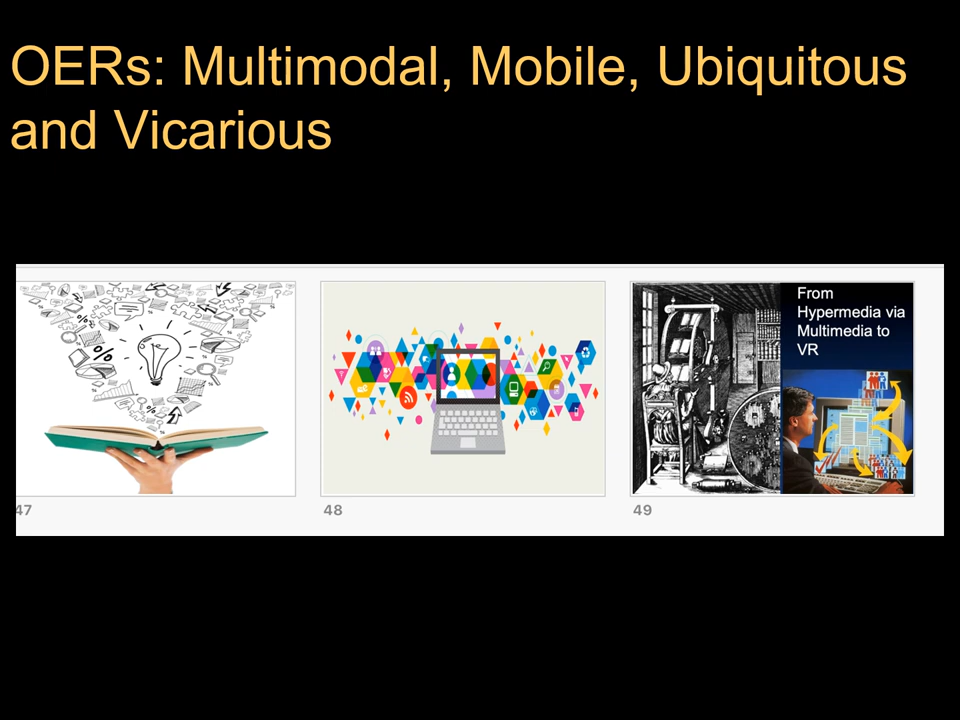 OERs: Multimodal, Mobile, Ubiquitous
and Vicarious
From
Hypermedia via
Multimedia to
VR
47
48
49